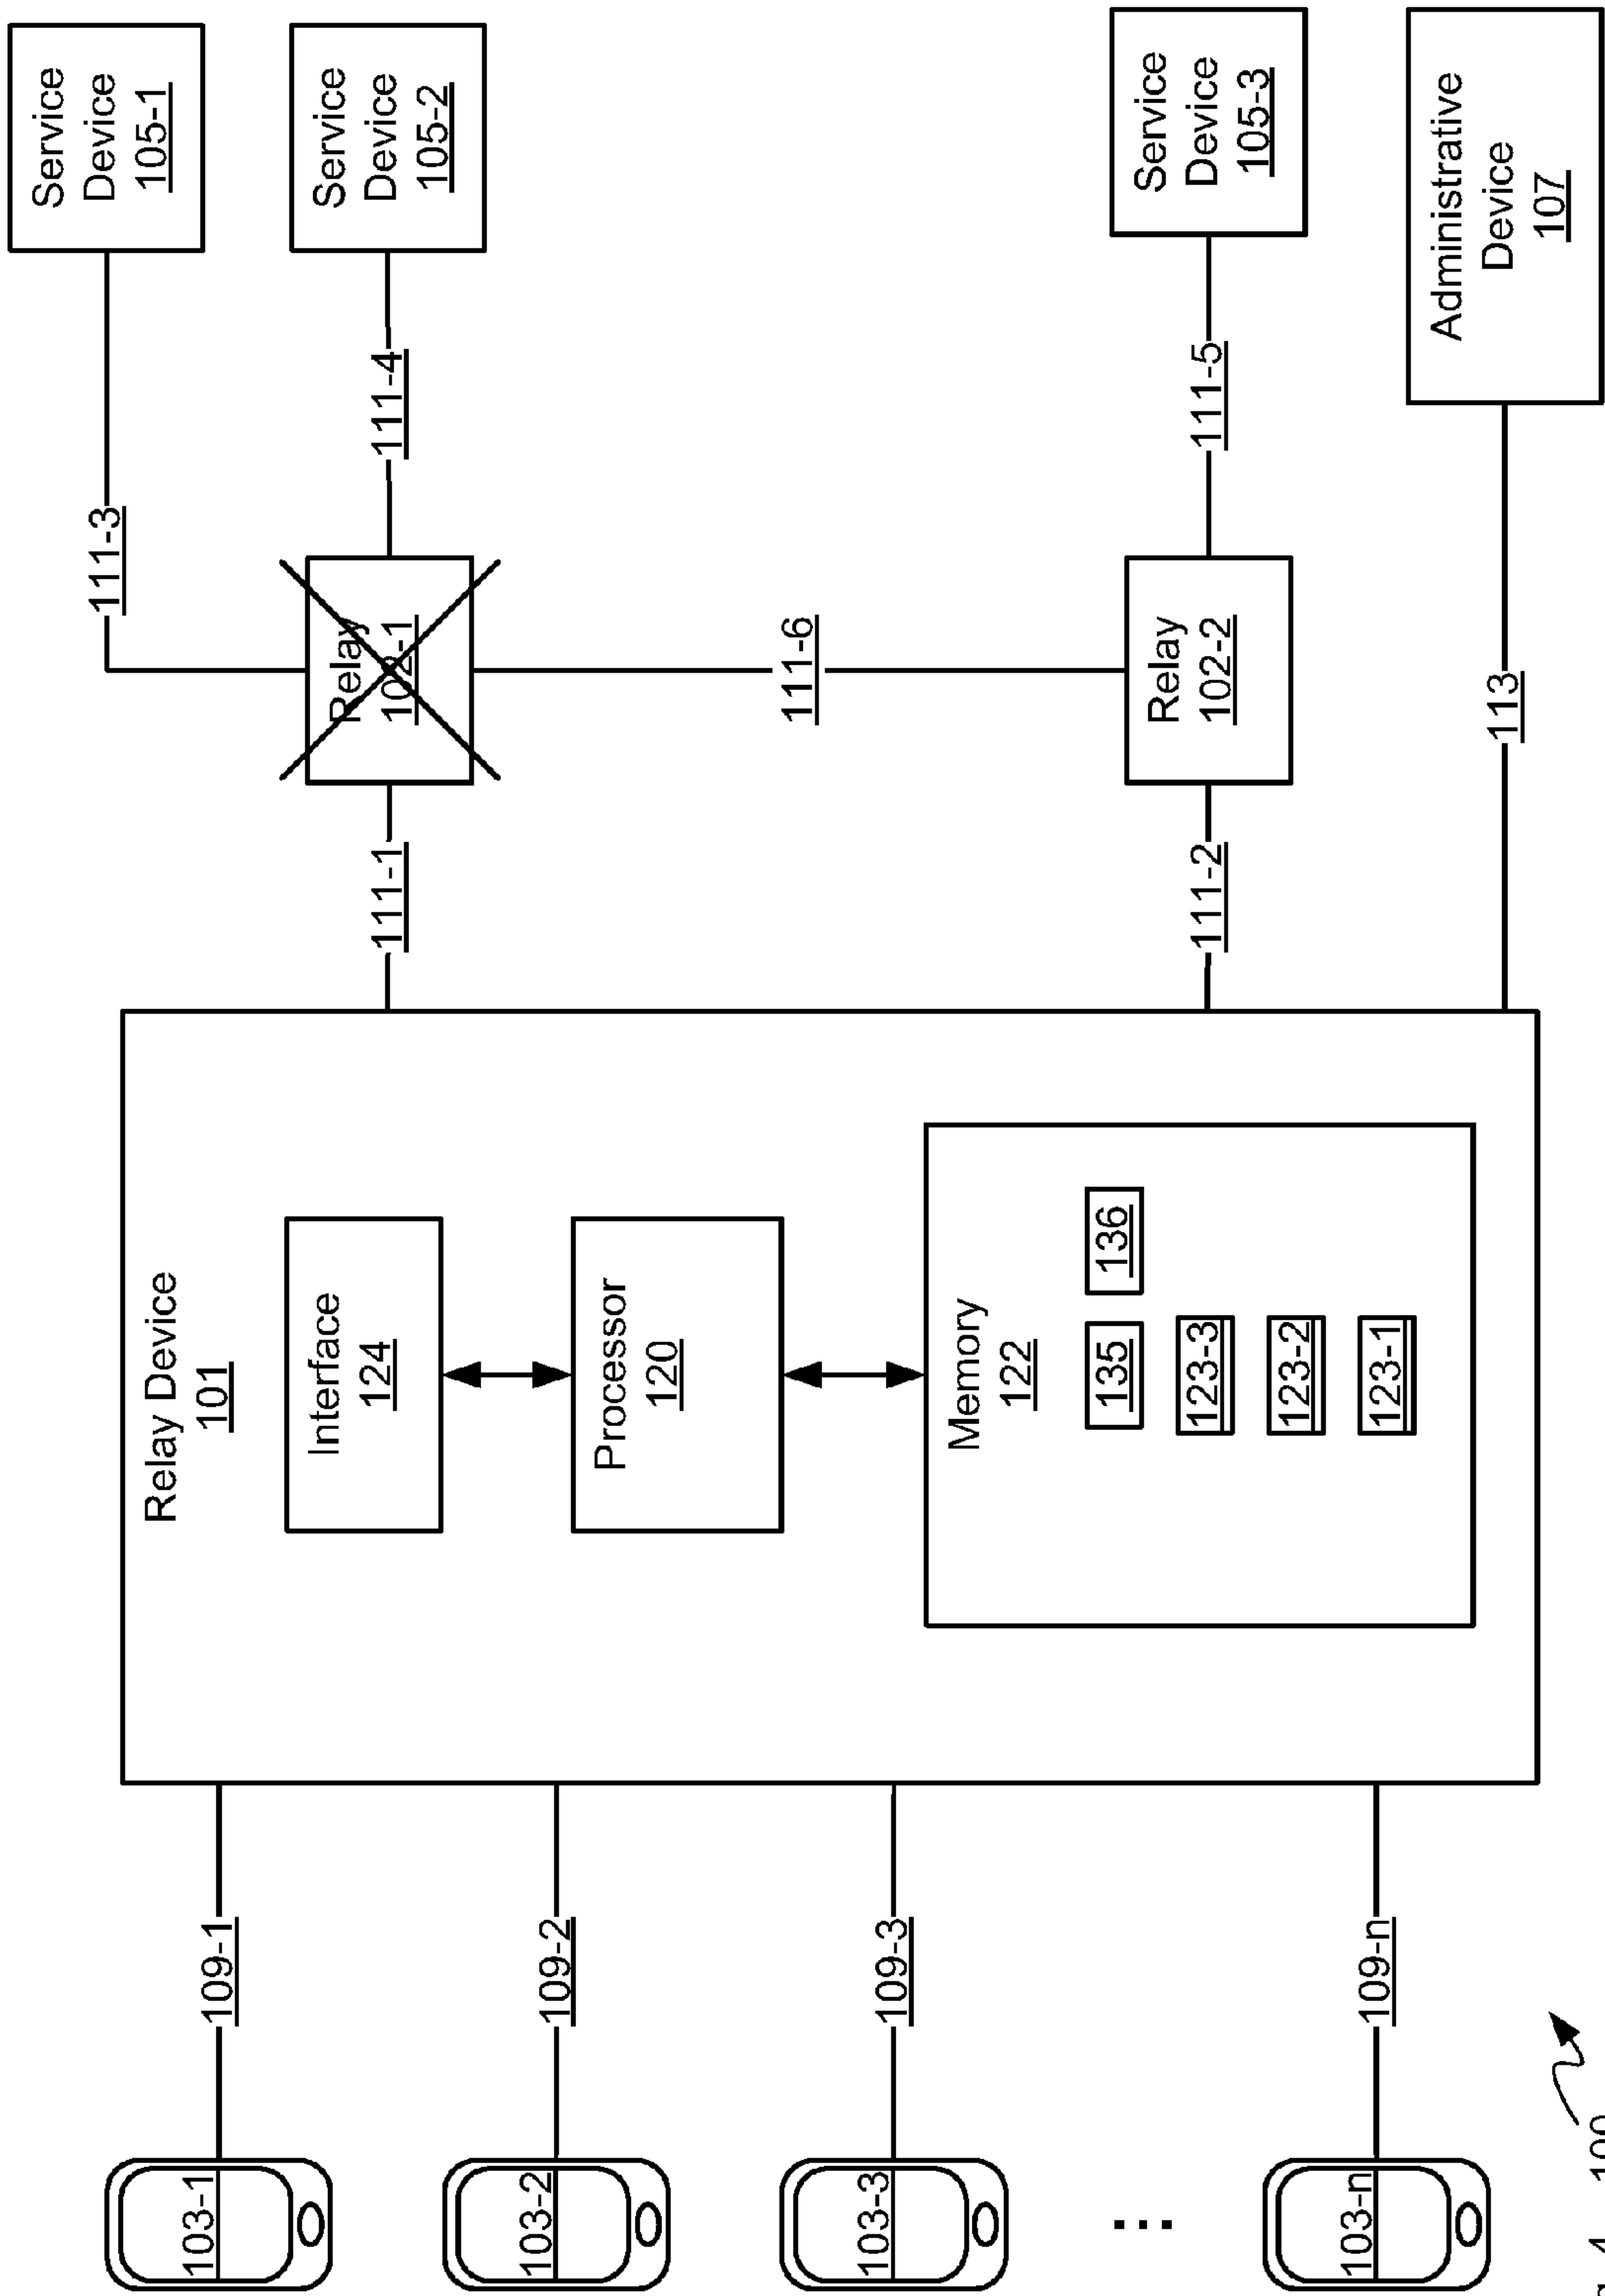 103-1
103-2
103-3
...
103-n
109-1
109-2
109-3
109-n
Relay Device
101
Interface
124
Processor
120
Memory
122
135
136
123-3
123-2
123-1
111-1
111-2
113
Relay
102-1
111-6
Relay
102-2
111-3
111-4
111-5
Service
Device
105-1
Service
Device
105-2
Service
Device
105-3
Administrative
Device
107
100